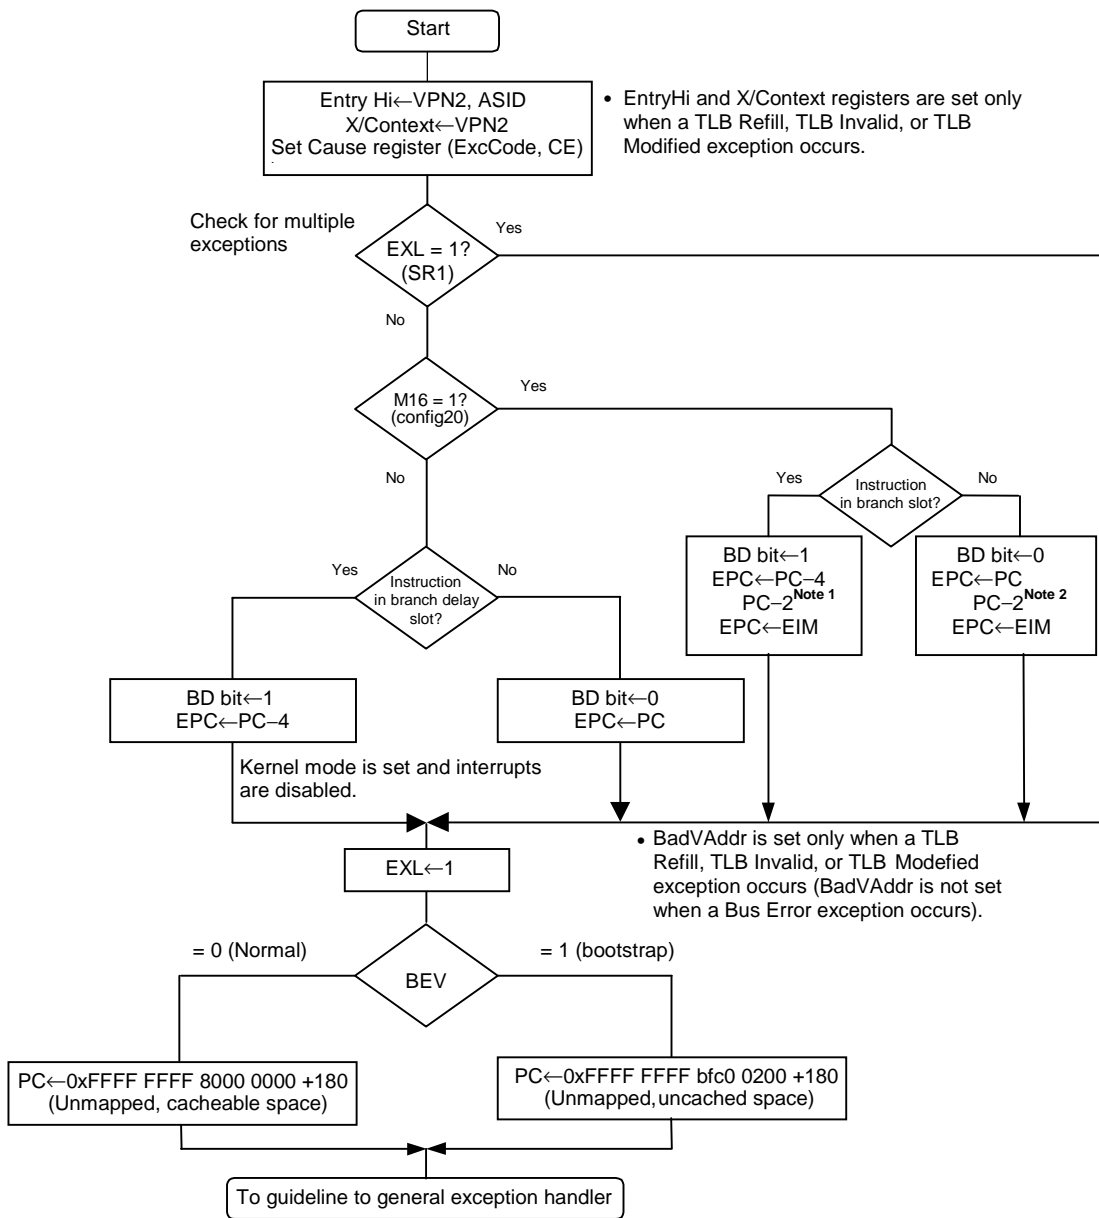 Start
Entry Hi←VPN2, ASID
X/Context←VPN2
Set Cause register (ExcCode, CE)
• EntryHi and X/Context registers are set only
when a TLB Refill, TLB Invalid, or TLB
Modified exception occurs.
Check for multiple
exceptions
EXL = 1?
(SR1)
Yes
No
M16 = 1?
(config20)
Yes
No
Instruction
in branch slot?
Yes
No
BD bit←1
EPC←PC−4
PC−2Note 1
EPC←EIM
BD bit←0
EPC←PC
PC−2Note 2
EPC←EIM
Instruction
in branch delay
slot?
Yes
No
BD bit←1
EPC←PC−4
BD bit←0
EPC←PC
Kernel mode is set and interrupts
are disabled.
EXL←1
• BadVAddr is set only when a TLB
Refill, TLB Invalid, or TLB Modefied
exception occurs (BadVAddr is not set
when a Bus Error exception occurs).
= 0 (Normal)
BEV
= 1 (bootstrap)
PC←0xFFFF FFFF 8000 0000 +180
(Unmapped, cacheable space)
PC←0xFFFF FFFF bfc0 0200 +180
(Unmapped, uncached space)
To guideline to general exception handler